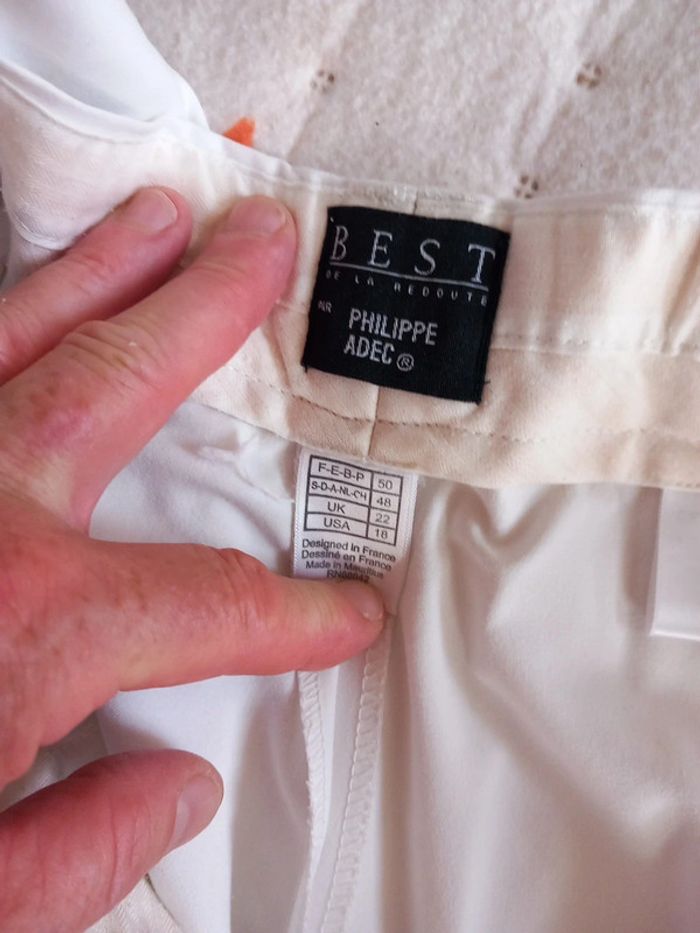 BEST
DE LA REDOUTE
PAR PHILIPPE
ADEC®
F-E-B-P 50
S-D-A-NL-CH 48
UK 22
USA 18
Designed in France
Dessiné en France
Made in Mauritius